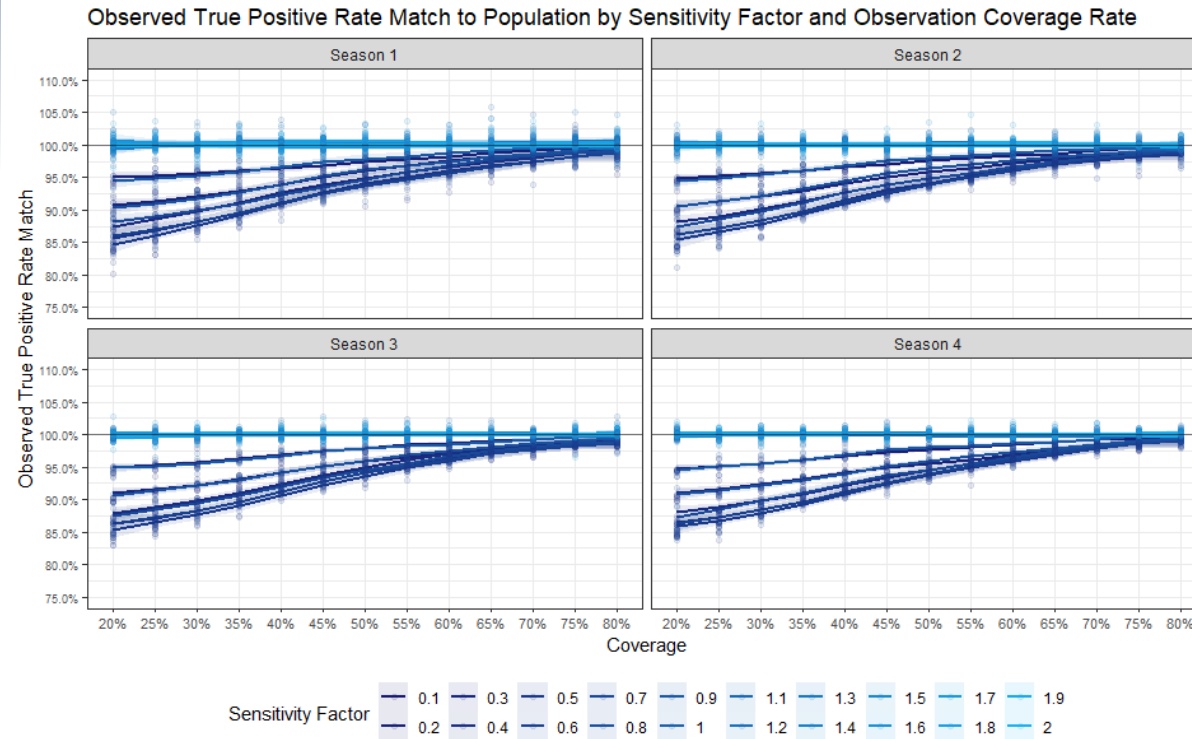 Observed True Positive Rate Match to Population by Sensitivity Factor and Observation Coverage Rate
Season 1
Season 2
110.0%
105.0%
100.0%
95.0%
90.0%
85.0%
80.0%
75.0%
Season 3
Season 4
110.0%
105.0%
100.0%
95.0%
90.0%
85.0%
80.0%
75.0%
Observed True Positive Rate Match
20% 25% 30% 35% 40% 45% 50% 55% 60% 65% 70% 75% 80% 20% 25% 30% 35% 40% 45% 50% 55% 60% 65% 70% 75% 80%
Coverage
Sensitivity Factor
0.1 0.3 0.5 0.7 0.9 1.1 1.3 1.5 1.7 1.9
0.2 0.4 0.6 0.8 1 1.2 1.4 1.6 1.8 2